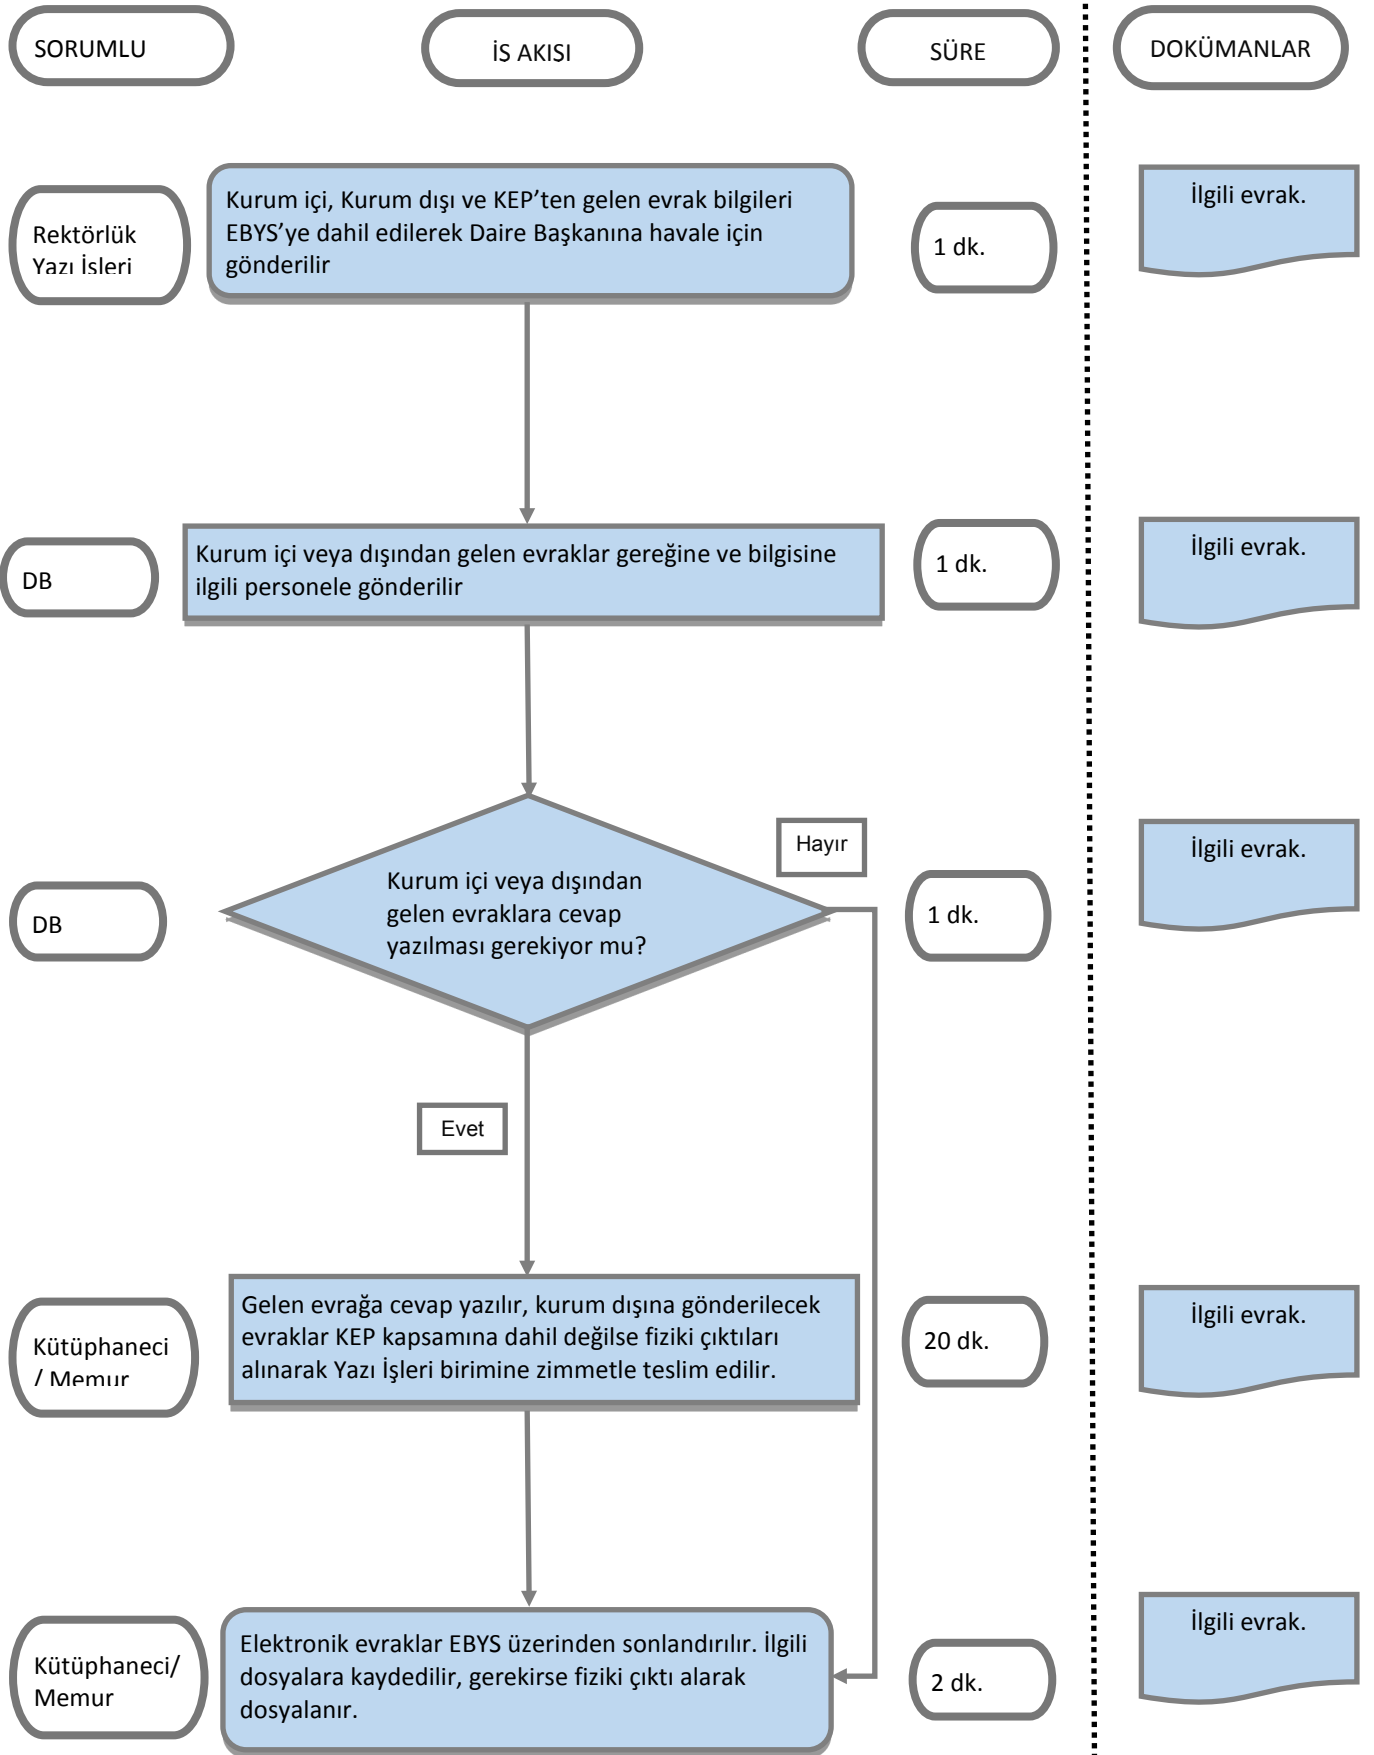 SORUMLU
İS AKISI
SÜRE
DOKÜMANLAR
Rektörlük
Yazı İsleri
Kurum içi, Kurum dışı ve KEP’ten gelen evrak bilgileri
EBYS’ye dahil edilerek Daire Başkanına havale için
gönderilir
1 dk.
İlgili evrak.
DB
Kurum içi veya dışından gelen evraklar gereğine ve bilgisine
ilgili personele gönderilir
1 dk.
İlgili evrak.
Hayır
DB
Kurum içi veya dışından
gelen evraklara cevap
yazılması gerekiyor mu?
1 dk.
İlgili evrak.
Evet
Kütüphaneci
/ Memur
Gelen evrağa cevap yazılır, kurum dışına gönderilecek
evraklar KEP kapsamına dahil değilse fiziki çıktıları
alınarak Yazı İşleri birimine zimmetle teslim edilir.
20 dk.
İlgili evrak.
Kütüphaneci/
Memur
Elektronik evraklar EBYS üzerinden sonlandırılır. İlgili
dosyalara kaydedilir, gerekirse fiziki çıktı alarak
dosyalanır.
2 dk.
İlgili evrak.